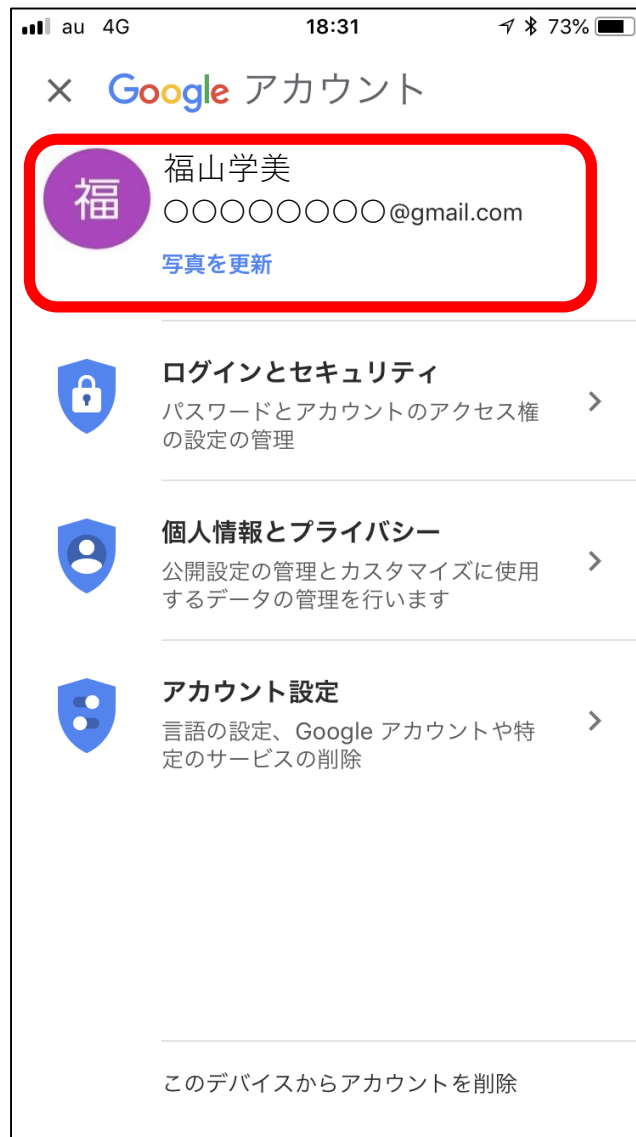 au 4G 18:31 73%
× Google アカウント
福
福山学美
〇〇〇〇〇〇〇〇@gmail.com
写真を更新
ログインとセキュリティ
パスワードとアカウントのアクセス権
の設定の管理
個人情報とプライバシー
公開設定の管理とカスタマイズに使用
するデータの管理を行います
アカウント設定
言語の設定、Google アカウントや特
定のサービスの削除
このデバイスからアカウントを削除